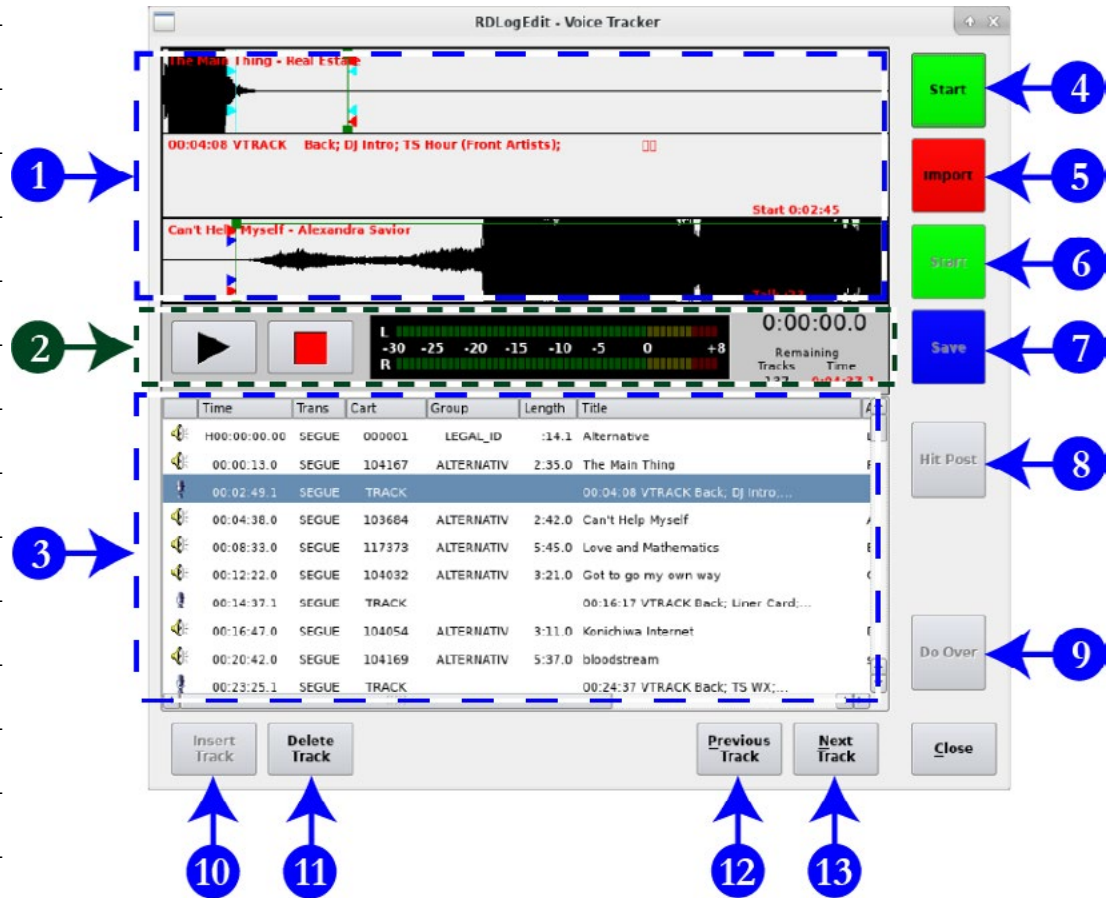 RDLogEdit - Voice Tracker
The Main Thing - Real Estate
00:04:08 VTRACK Back; DJ Intro; TS Hour (Front Artists);
Start 0:02:45
Can't Help Myself - Alexandra Savior
Start
Import
Start
Save
Hit Post
Do Over
1
2
3
4
5
6
7
8
9
L
-30 -25 -20 -15 -10 -5 0 +8
R
0:00:00.0
Remaining
Tracks Time
Time Trans Cart Group Length Title
H00:00:00.00 SEGUE 000001 LEGAL_ID :14.1 Alternative
00:00:13.0 SEGUE 104167 ALTERNATIV 2:35.0 The Main Thing
00:02:49.1 SEGUE TRACK 00:04:08 VTRACK Back; DJ Intro;...
00:04:38.0 SEGUE 103684 ALTERNATIV 2:42.0 Can't Help Myself
00:08:33.0 SEGUE 117373 ALTERNATIV 5:45.0 Love and Mathematics
00:12:22.0 SEGUE 104032 ALTERNATIV 3:21.0 Got to go my own way
00:14:37.1 SEGUE TRACK 00:16:17 VTRACK Back; Liner Card;...
00:16:47.0 SEGUE 104054 ALTERNATIV 3:11.0 Konichiwa Internet
00:20:42.0 SEGUE 104169 ALTERNATIV 5:37.0 bloodstream
00:23:25.1 SEGUE TRACK 00:24:37 VTRACK Back; TS WX;...
Insert Track
Delete Track
Previous Track
Next Track
Close
10
11
12
13